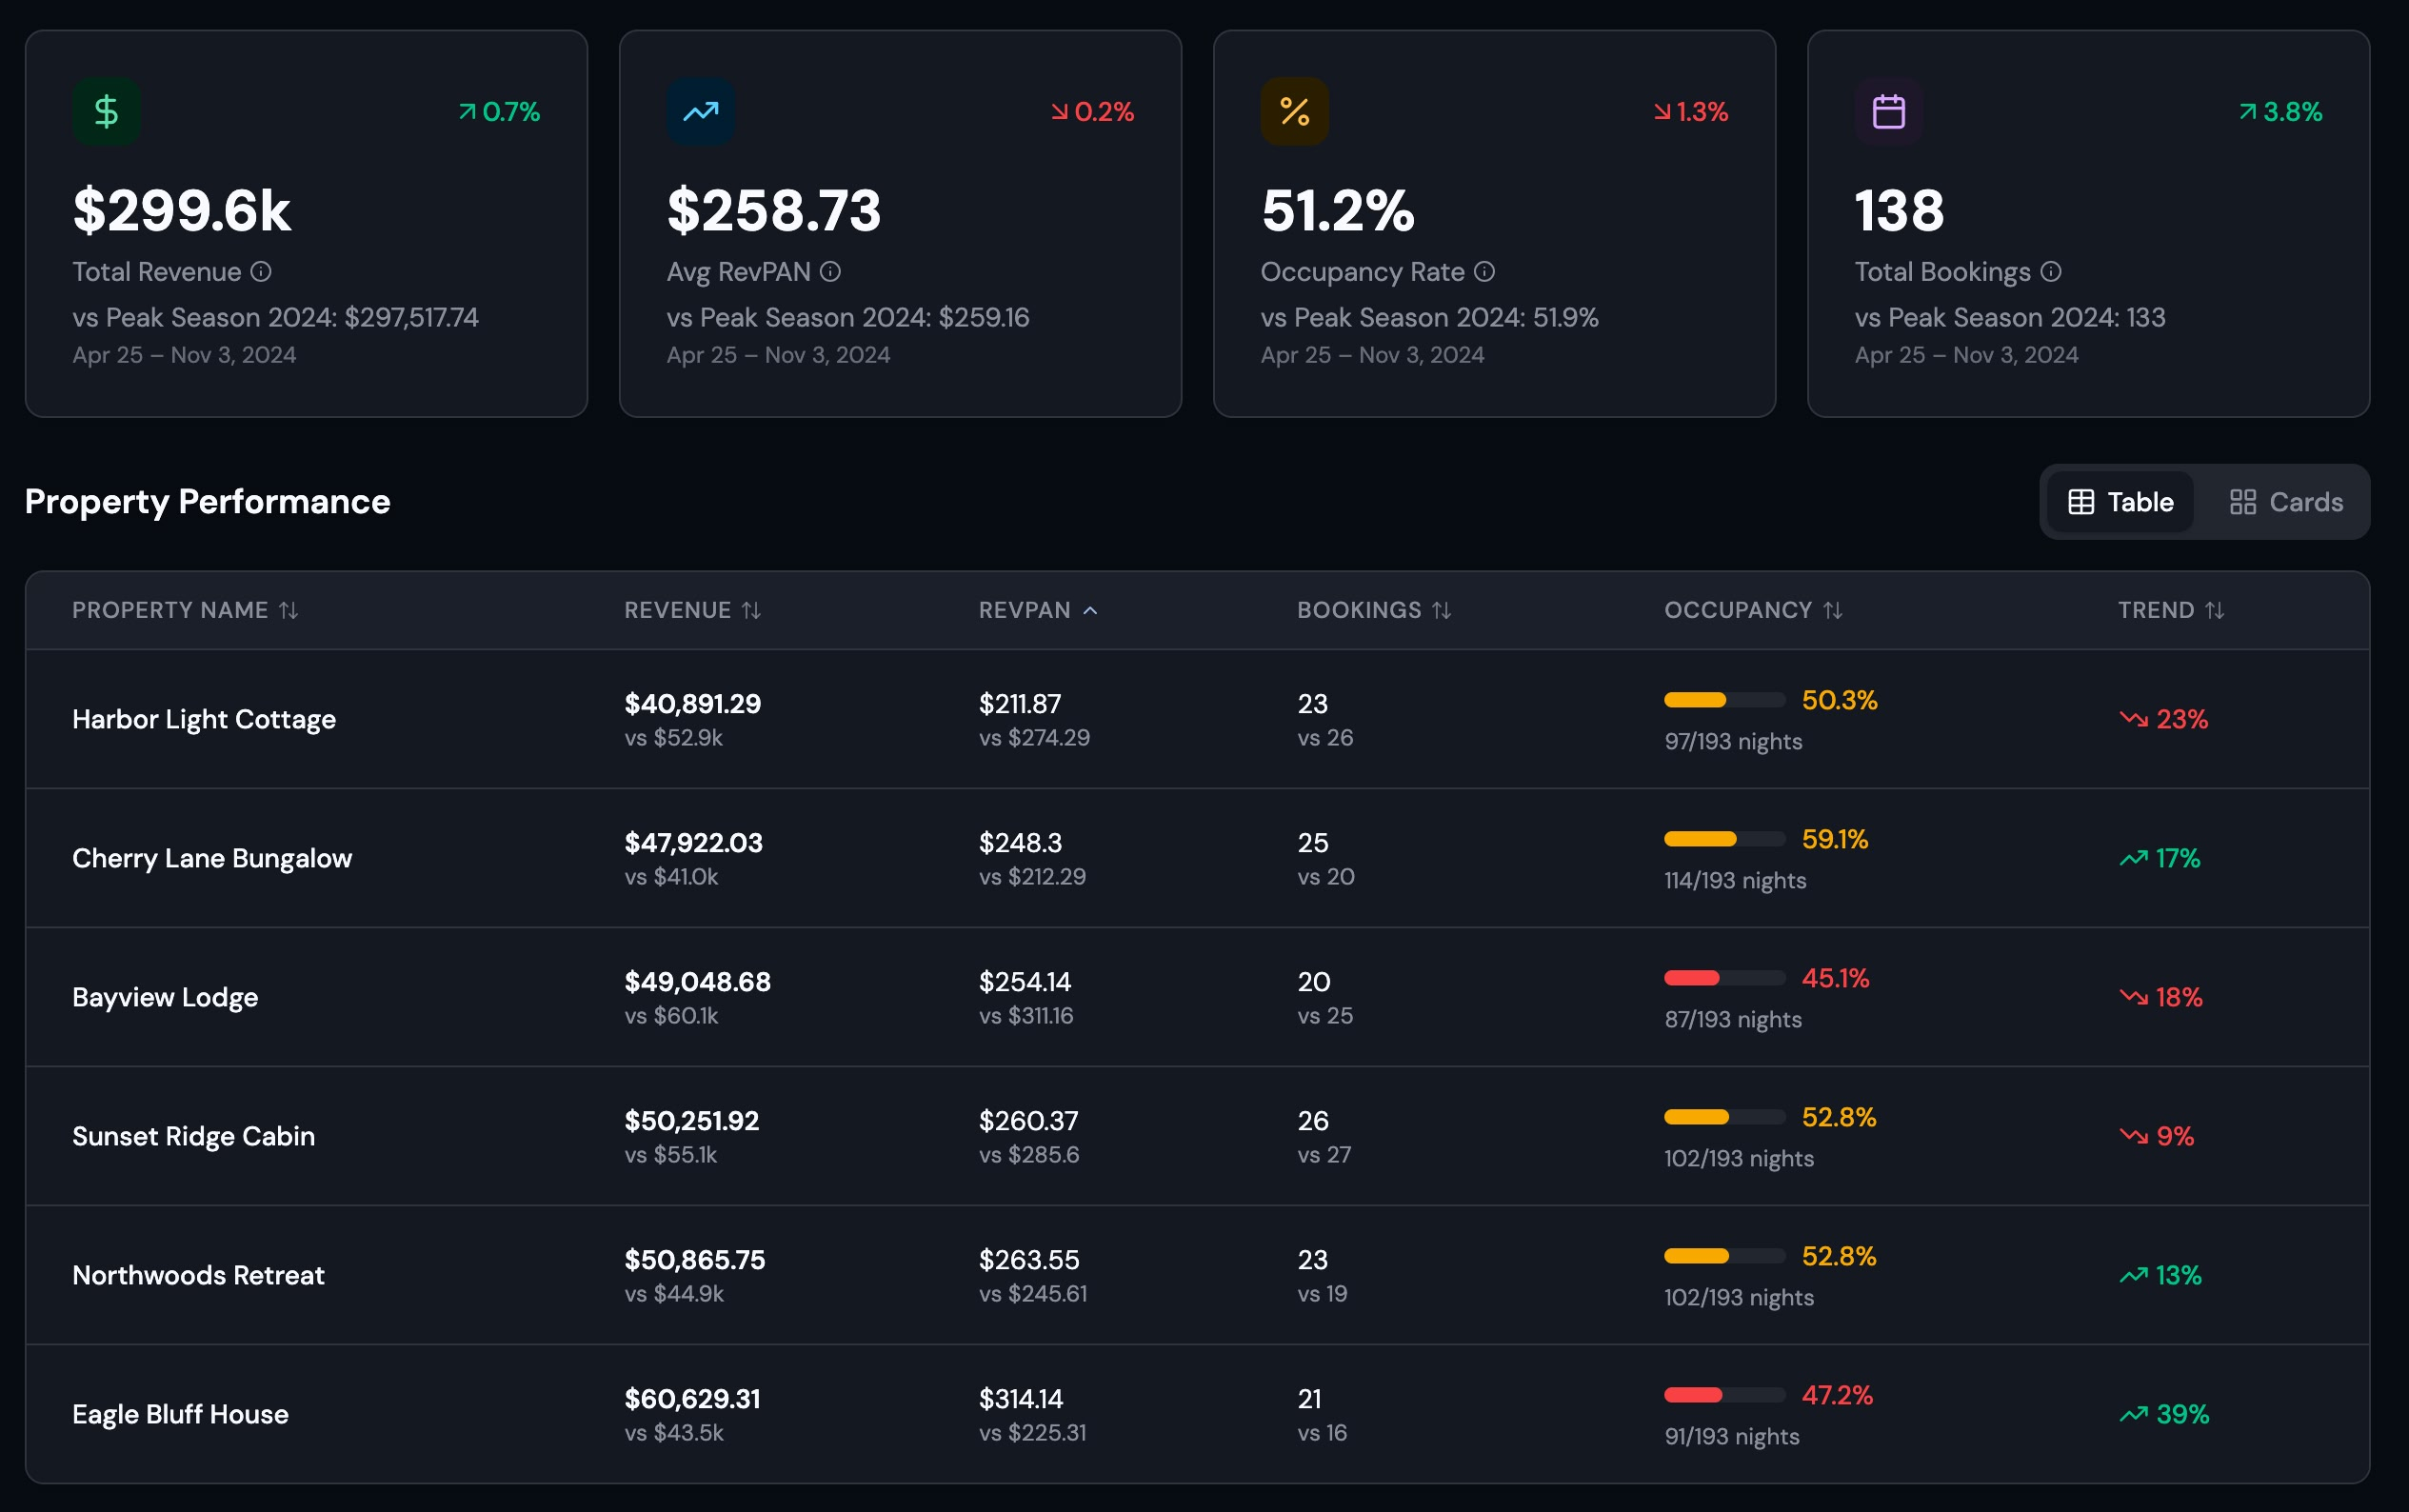 0.7%
$299.6k
Total Revenue
vs Peak Season 2024: $297,517.74
Apr 25 – Nov 3, 2024
0.2%
$258.73
Avg RevPAN
vs Peak Season 2024: $259.16
Apr 25 – Nov 3, 2024
1.3%
51.2%
Occupancy Rate
vs Peak Season 2024: 51.9%
Apr 25 – Nov 3, 2024
3.8%
138
Total Bookings
vs Peak Season 2024: 133
Apr 25 – Nov 3, 2024
Property Performance
Table Cards
PROPERTY NAME REVENUE REVPAN BOOKINGS OCCUPANCY TREND
Harbor Light Cottage
$40,891.29
vs $52.9k
$211.87
vs $274.29
23
vs 26
50.3%
97/193 nights
23%
Cherry Lane Bungalow
$47,922.03
vs $41.0k
$248.3
vs $212.29
25
vs 20
59.1%
114/193 nights
17%
Bayview Lodge
$49,048.68
vs $60.1k
$254.14
vs $311.16
20
vs 25
45.1%
87/193 nights
18%
Sunset Ridge Cabin
$50,251.92
vs $55.1k
$260.37
vs $285.6
26
vs 27
52.8%
102/193 nights
9%
Northwoods Retreat
$50,865.75
vs $44.9k
$263.55
vs $245.61
23
vs 19
52.8%
102/193 nights
13%
Eagle Bluff House
$60,629.31
vs $43.5k
$314.14
vs $225.31
21
vs 16
47.2%
91/193 nights
39%